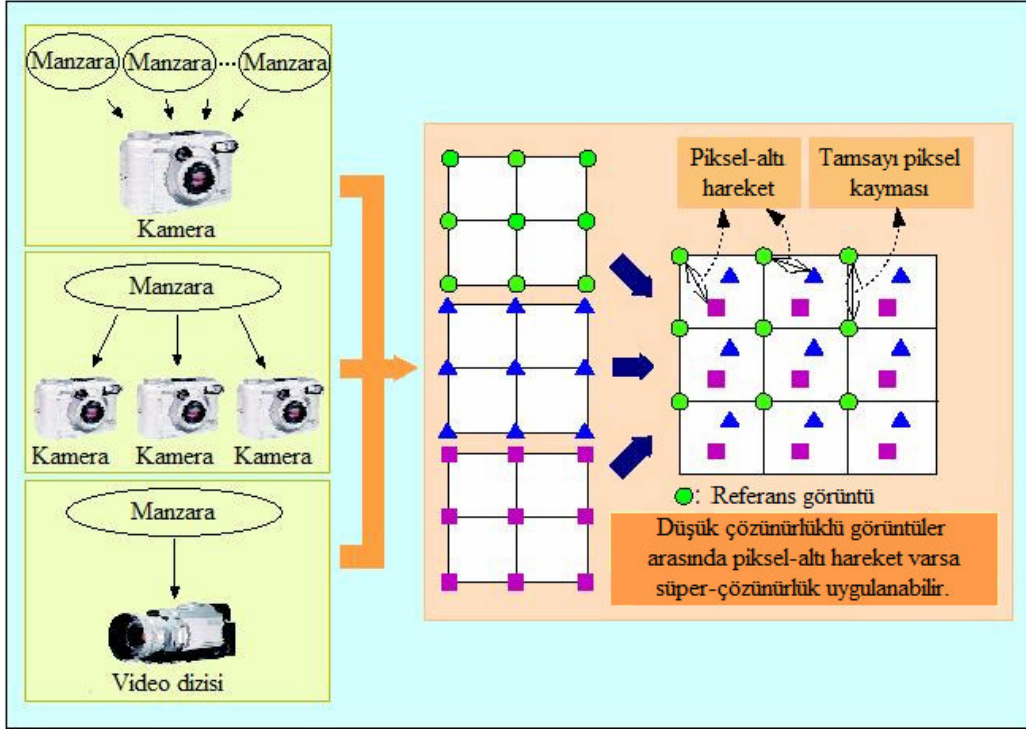 Manzara Manzara ... Manzara
Kamera
Manzara
Kamera Kamera Kamera
Manzara
Video dizisi
Piksel-altı
hareket
Tamsayı piksel
kayması
: Referans görüntü
Düşük çözünürlüklü görüntüler
arasında piksel-altı hareket varsa
süper-çözünürlük uygulanabilir.